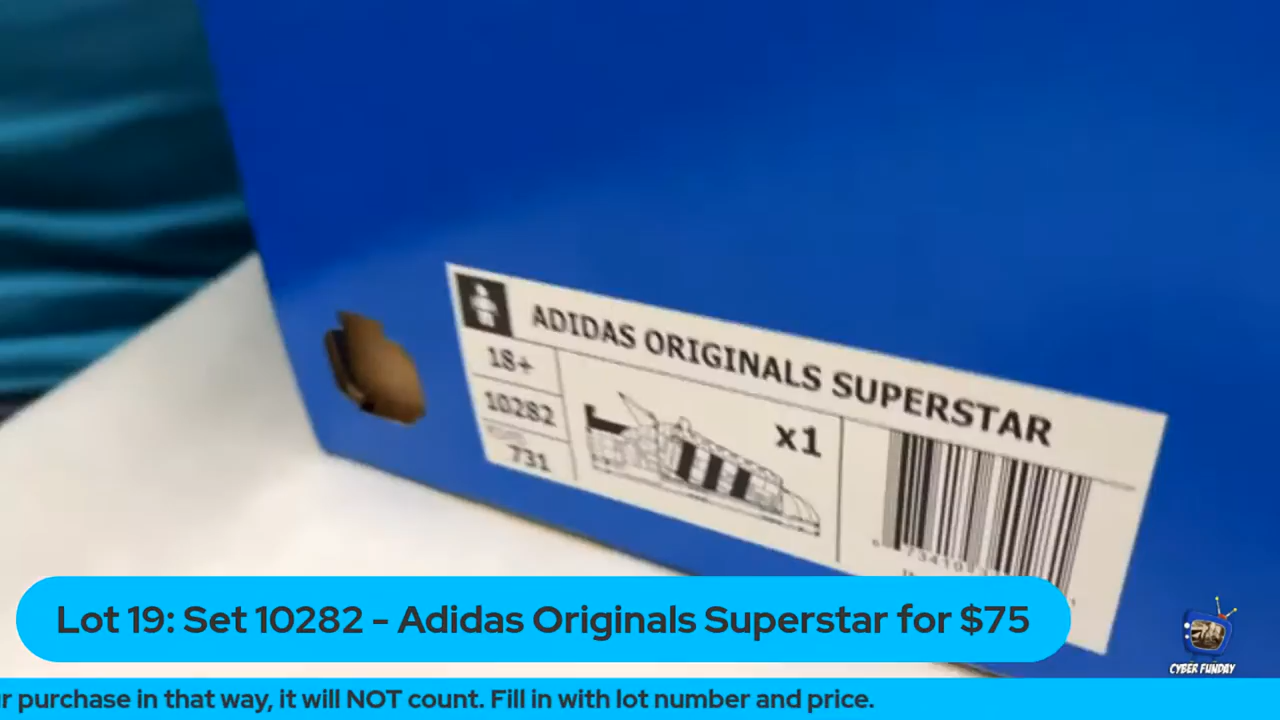 ADIDAS ORIGINALS SUPERSTAR
18+
10282
731
x1
Lot 19: Set 10282 - Adidas Originals Superstar for $75
CYBER FUNDAY
r purchase in that way, it will NOT count. Fill in with lot number and price.